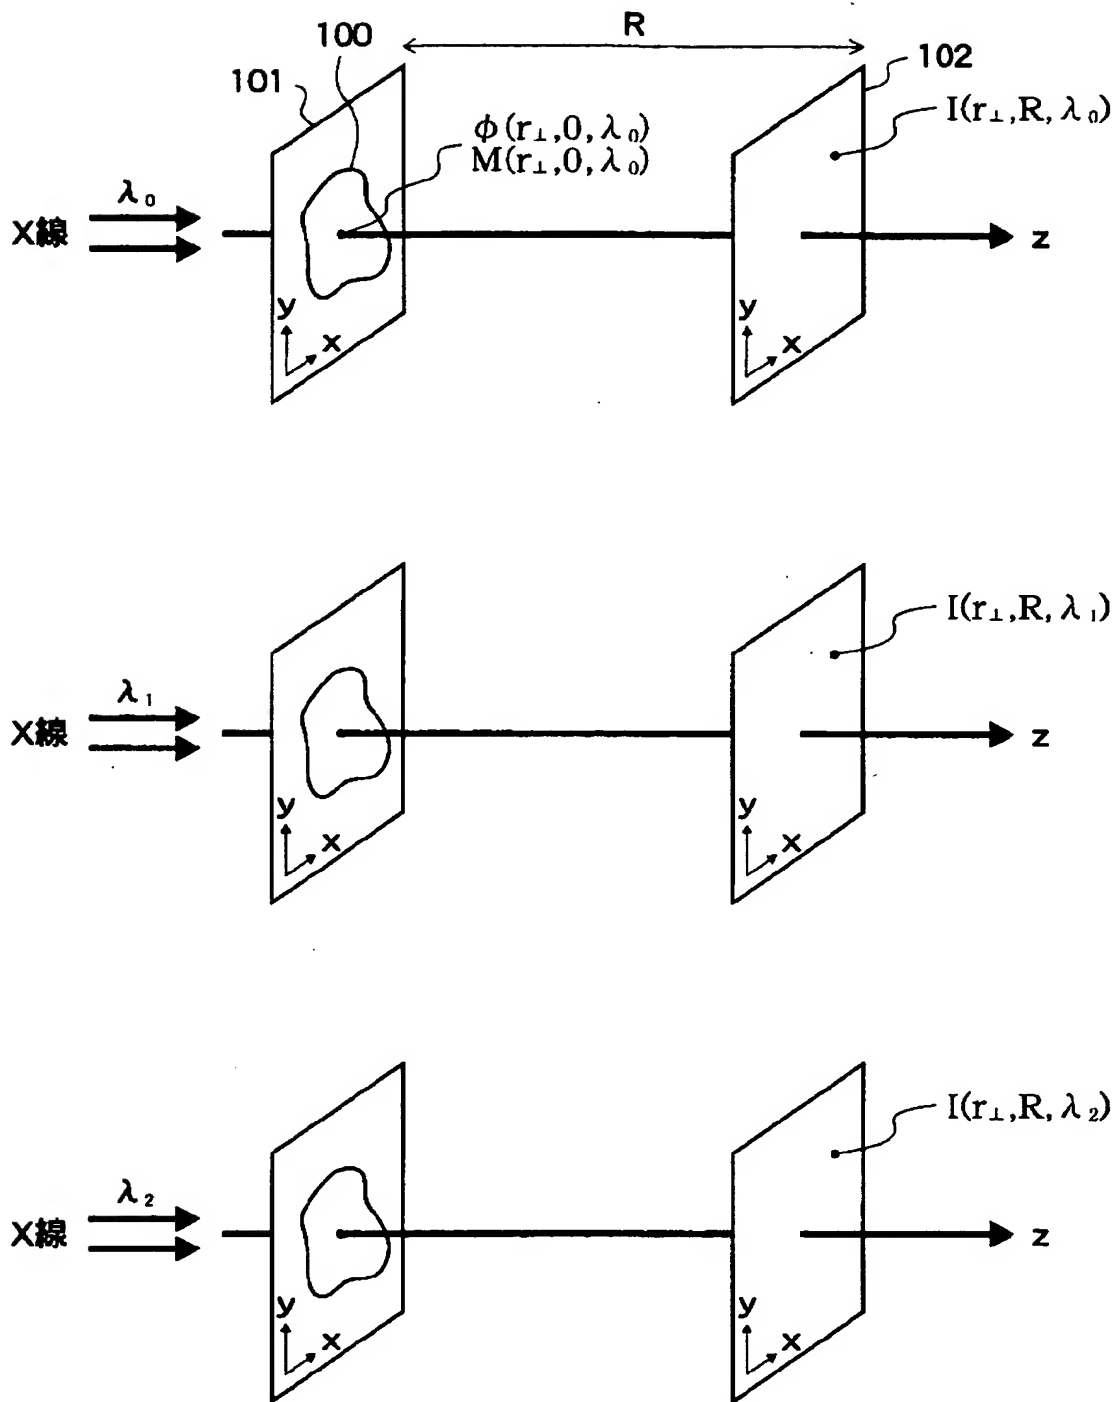 R
100
101
102
ϕ(r⊥,0,λ₀)
M(r⊥,0,λ₀)
I(r⊥,R,λ₀)
λ₀
X線
z
y
x
y
x
I(r⊥,R,λ₁)
λ₁
X線
z
y
x
y
x
I(r⊥,R,λ₂)
λ₂
X線
z
y
x
y
x